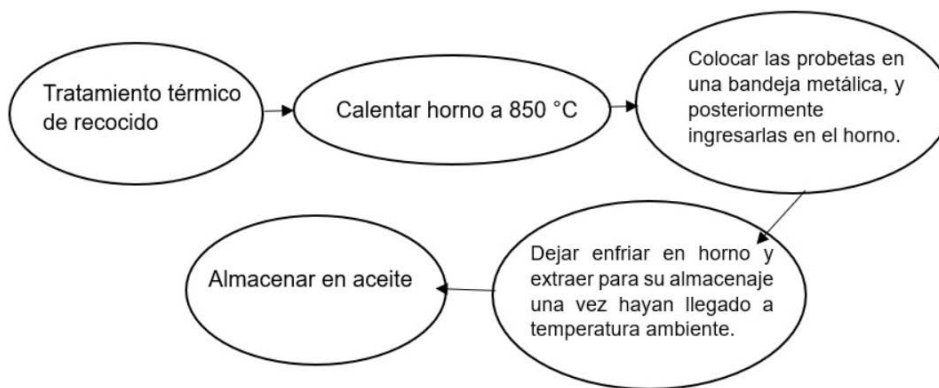 Tratamiento térmico
de recocido
Calentar horno a 850 °C
Colocar las probetas en
una bandeja metálica, y
posteriormente
ingresarlas en el horno.
Dejar enfriar en horno y
extraer para su almacenaje
una vez hayan llegado a
temperatura ambiente.
Almacenar en aceite